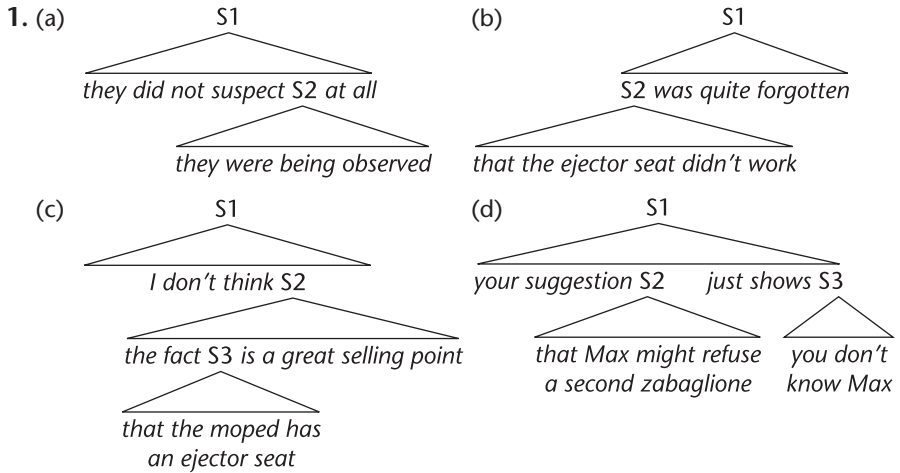 1. (a) S1
they did not suspect S2 at all
they were being observed
(b) S1
S2 was quite forgotten
that the ejector seat didn't work
(c) S1
I don't think S2
the fact S3 is a great selling point
that the moped has
an ejector seat
(d) S1
your suggestion S2 just shows S3
that Max might refuse
a second zabaglione
you don't
know Max